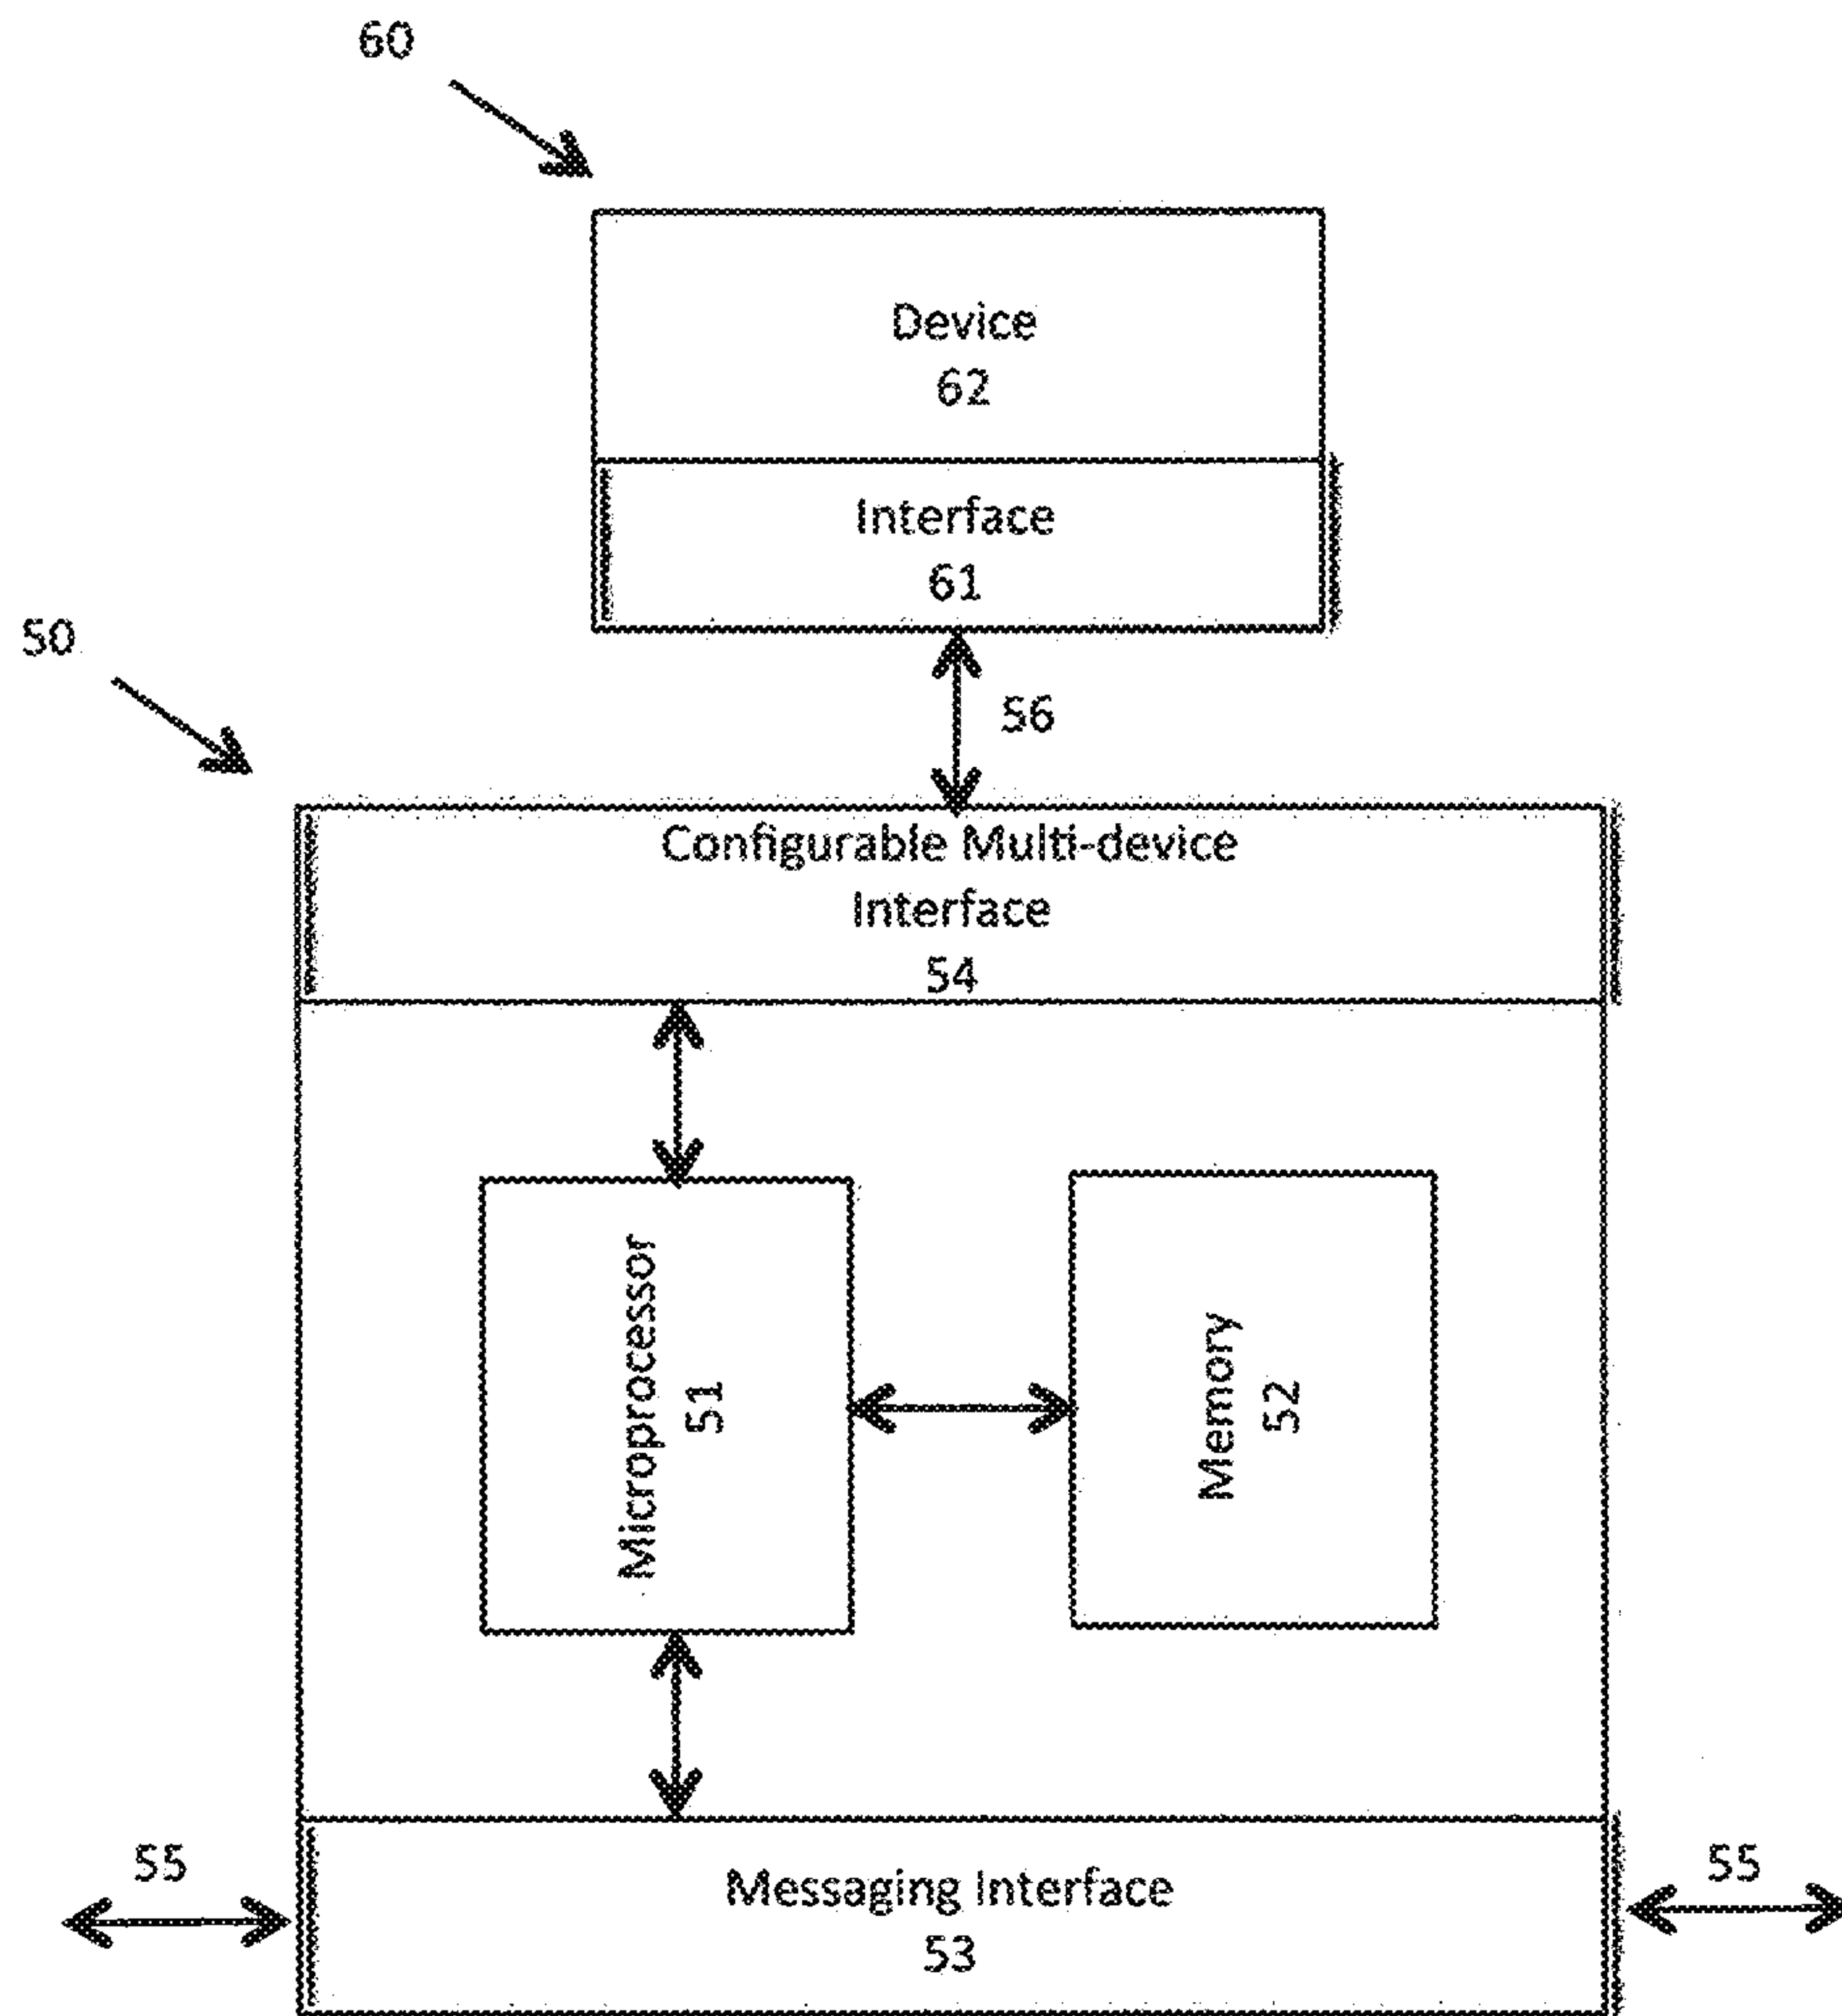 60
Device
62
Interface
61
50
56
Configurable Multi-device
Interface
54
Microprocessor
51
Memory
52
55
Messaging Interface
53
55